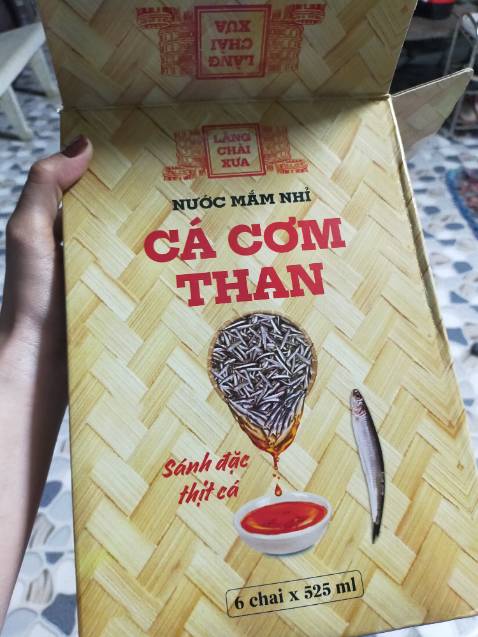 LÀNG
CHÀI
XƯA
LÀNG
CHÀI
XƯA
NƯỚC MẮM NHỈ
CÁ CƠM
THAN
Sánh đặc
thịt cá
6 chai x 525 ml